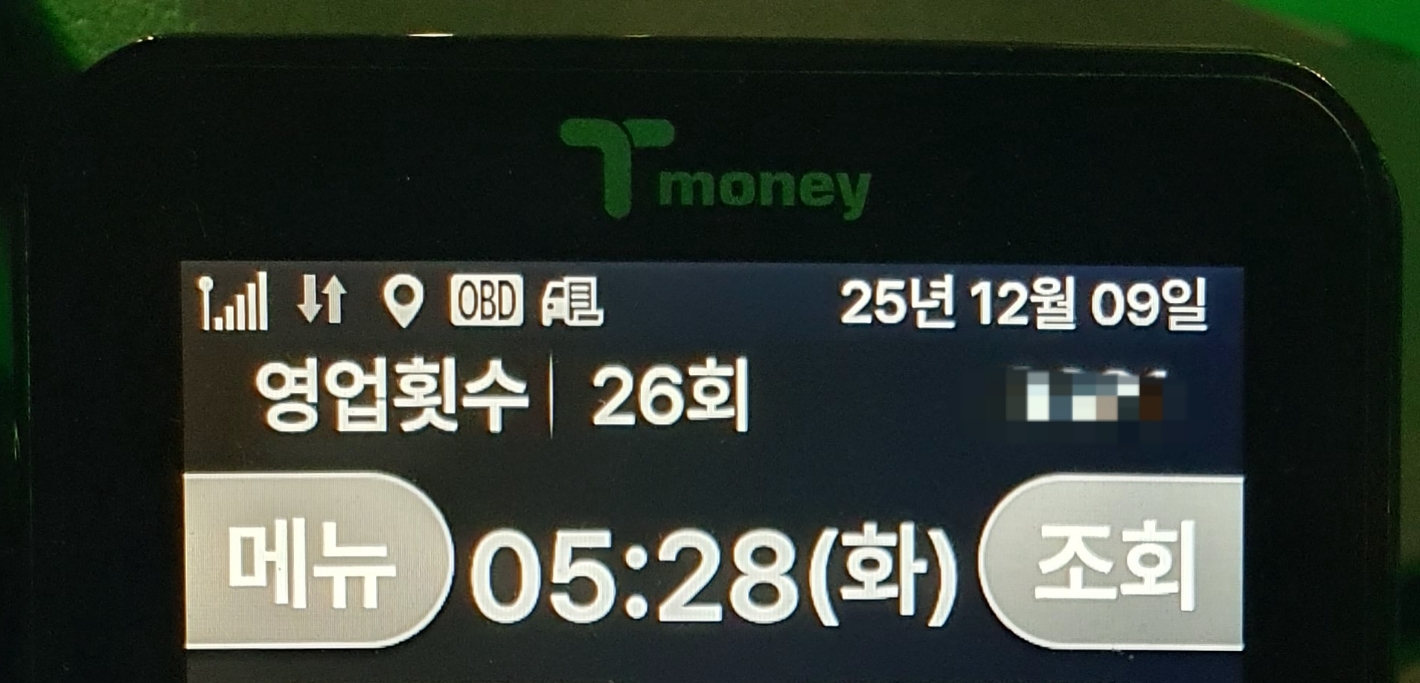 Tmoney
OBD 25년 12월 09일
영업횟수 26회
메뉴 05:28(화) 조회